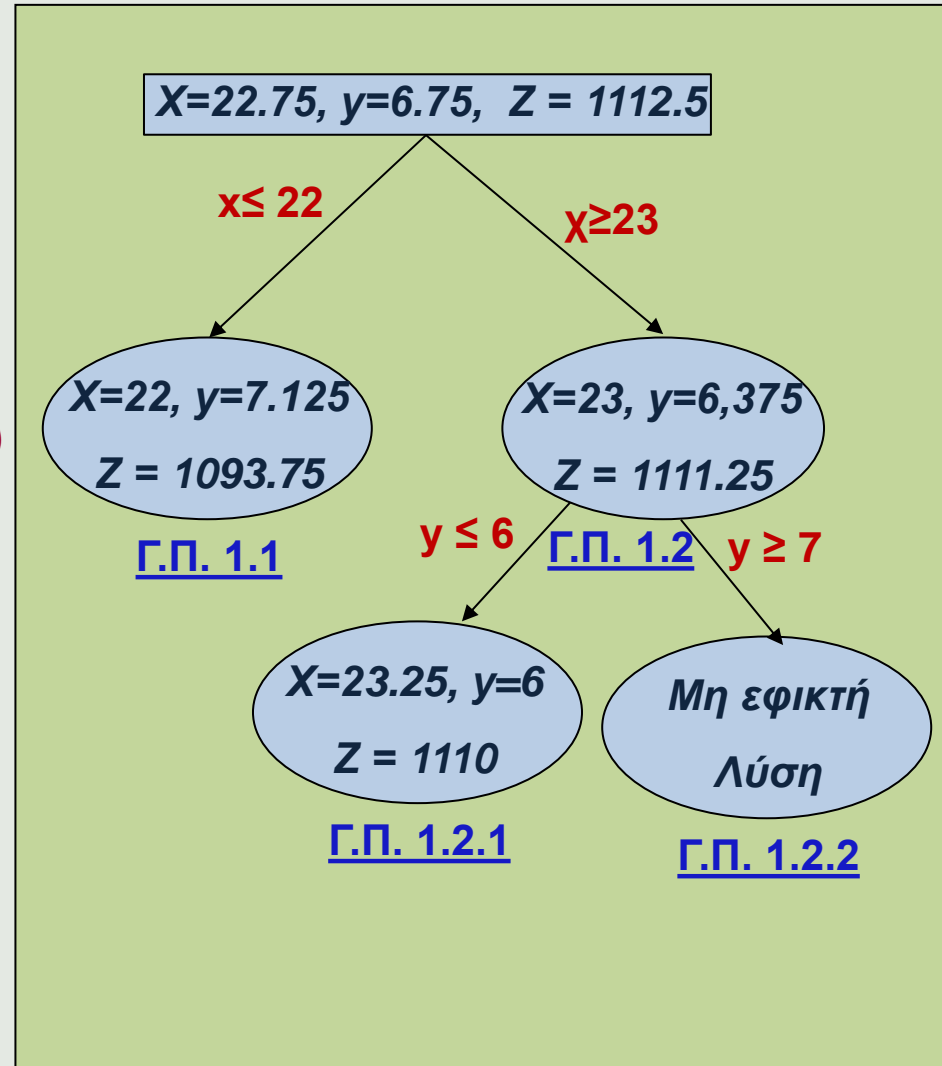 X=22.75, y=6.75, Z = 1112.5
x≤ 22
χ≥23
X=22, y=7.125
Z = 1093.75
Γ.Π. 1.1
X=23, y=6,375
Z = 1111.25
Γ.Π. 1.2
y ≤ 6
y ≥ 7
X=23.25, y=6
Z = 1110
Γ.Π. 1.2.1
Μη εφικτή
Λύση
Γ.Π. 1.2.2